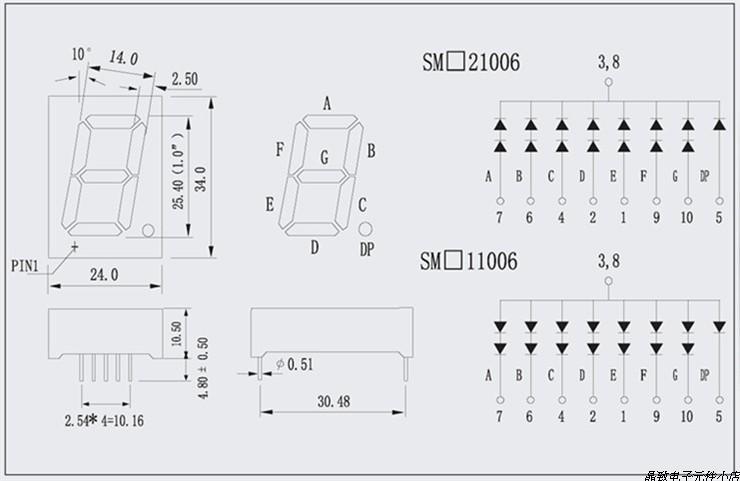 10°
14.0
2.50
25.40 (1.0")
34.0
PIN1
24.0
A
F
B
G
E
C
D
DP
SM□21006
3,8
A B C D E F G DP
7 6 4 2 1 9 10 5
SM□11006
3,8
A B C D E F G DP
7 6 4 2 1 9 10 5
10.50
4.80 ± 0.50
2.54* 4=10.16
φ 0.51
30.48
晶致电子元件小店